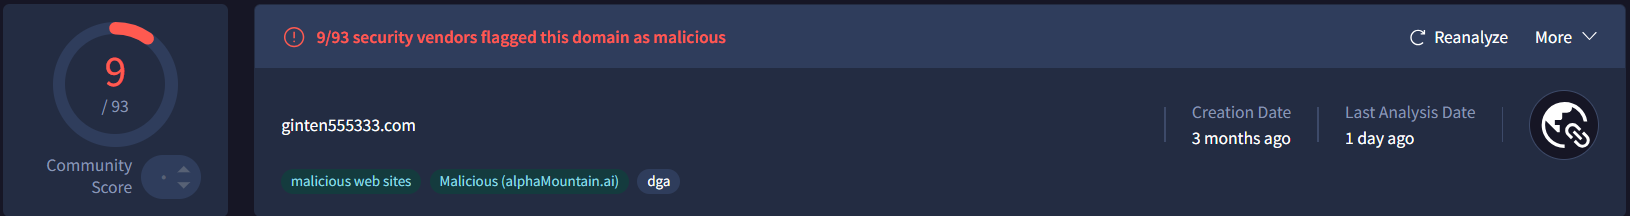 9
/ 93
Community
Score
9/93 security vendors flagged this domain as malicious
Reanalyze
More
ginten555333.com
Creation Date
3 months ago
Last Analysis Date
1 day ago
malicious web sites
Malicious (alphaMountain.ai)
dga